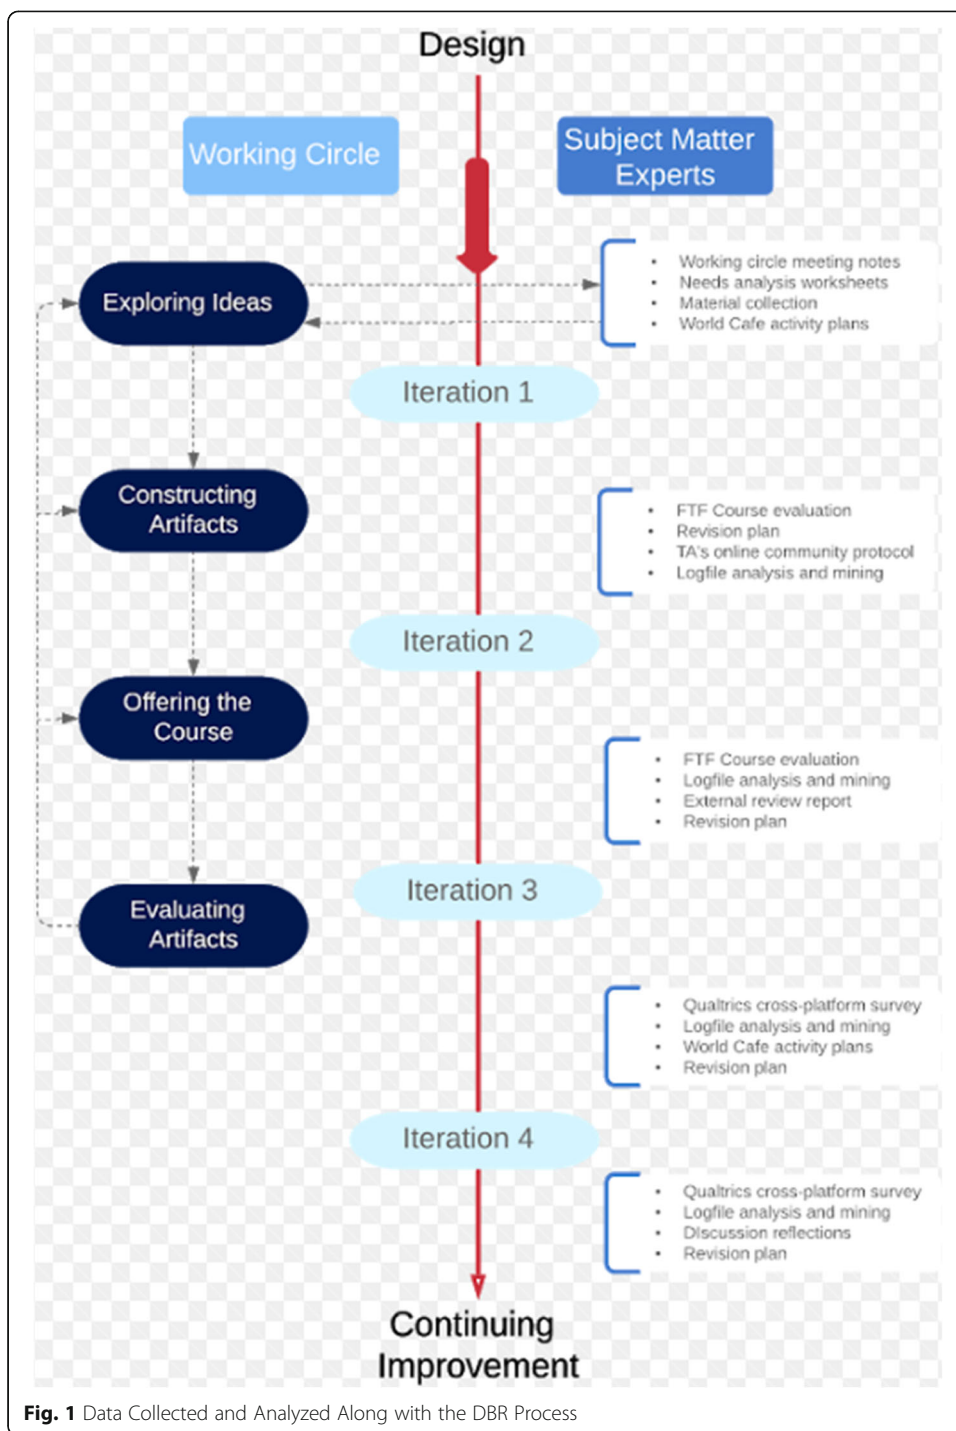 Design
Working Circle
Subject Matter
Experts
Exploring Ideas
• Working circle meeting notes
• Needs analysis worksheets
• Material collection
• World Cafe activity plans
Iteration 1
Constructing
Artifacts
• FTF Course evaluation
• Revision plan
• TA's online community protocol
• Logfile analysis and mining
Iteration 2
Offering the
Course
• FTF Course evaluation
• Logfile analysis and mining
• External review report
• Revision plan
Iteration 3
Evaluating
Artifacts
• Qualtrics cross-platform survey
• Logfile analysis and mining
• World Cafe activity plans
• Revision plan
Iteration 4
• Qualtrics cross-platform survey
• Logfile analysis and mining
• DIscussion reflections
• Revision plan
Continuing
Improvement
Fig. 1 Data Collected and Analyzed Along with the DBR Process